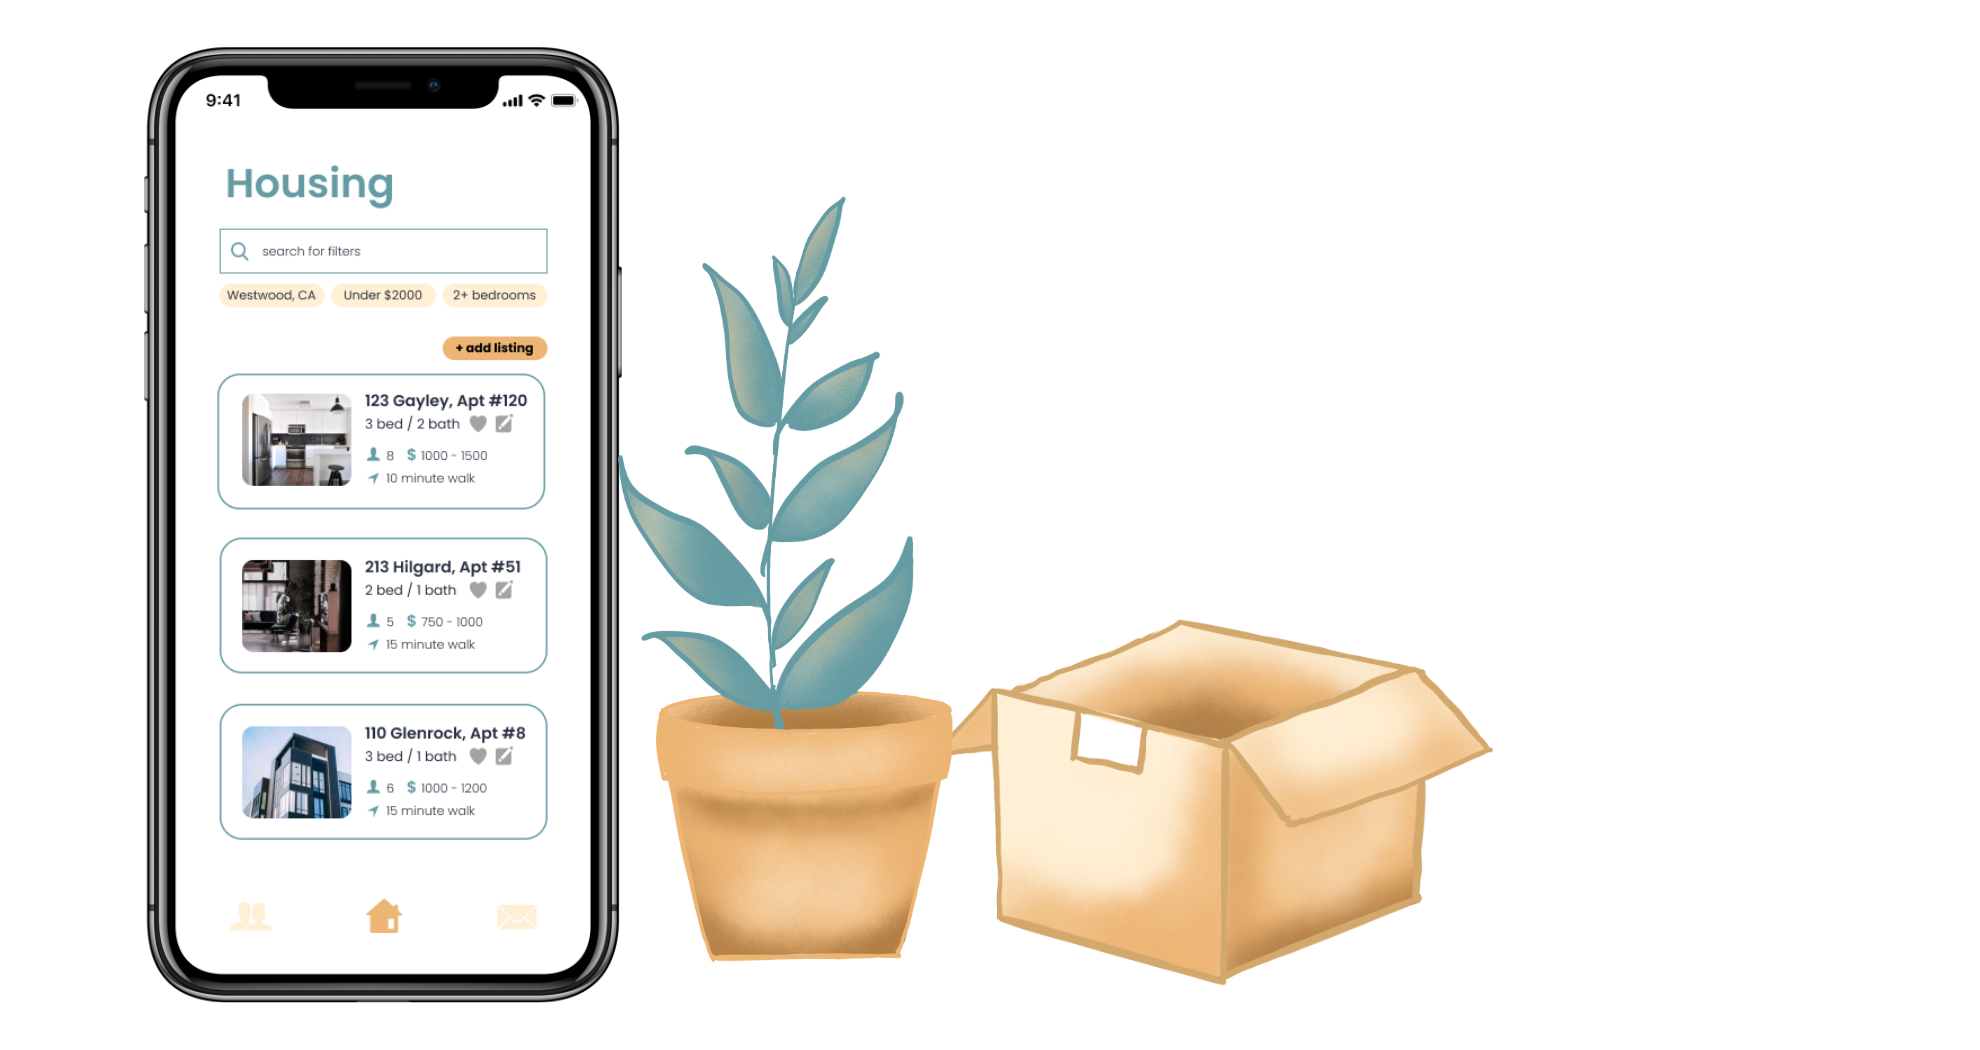 9:41
Housing
search for filters
Westwood, CA Under $2000 2+ bedrooms
+ add listing
123 Gayley, Apt #120
3 bed / 2 bath
8 $ 1000 - 1500
10 minute walk
213 Hilgard, Apt #51
2 bed / 1 bath
5 $ 750 - 1000
15 minute walk
110 Glenrock, Apt #8
3 bed / 1 bath
6 $ 1000 - 1200
15 minute walk